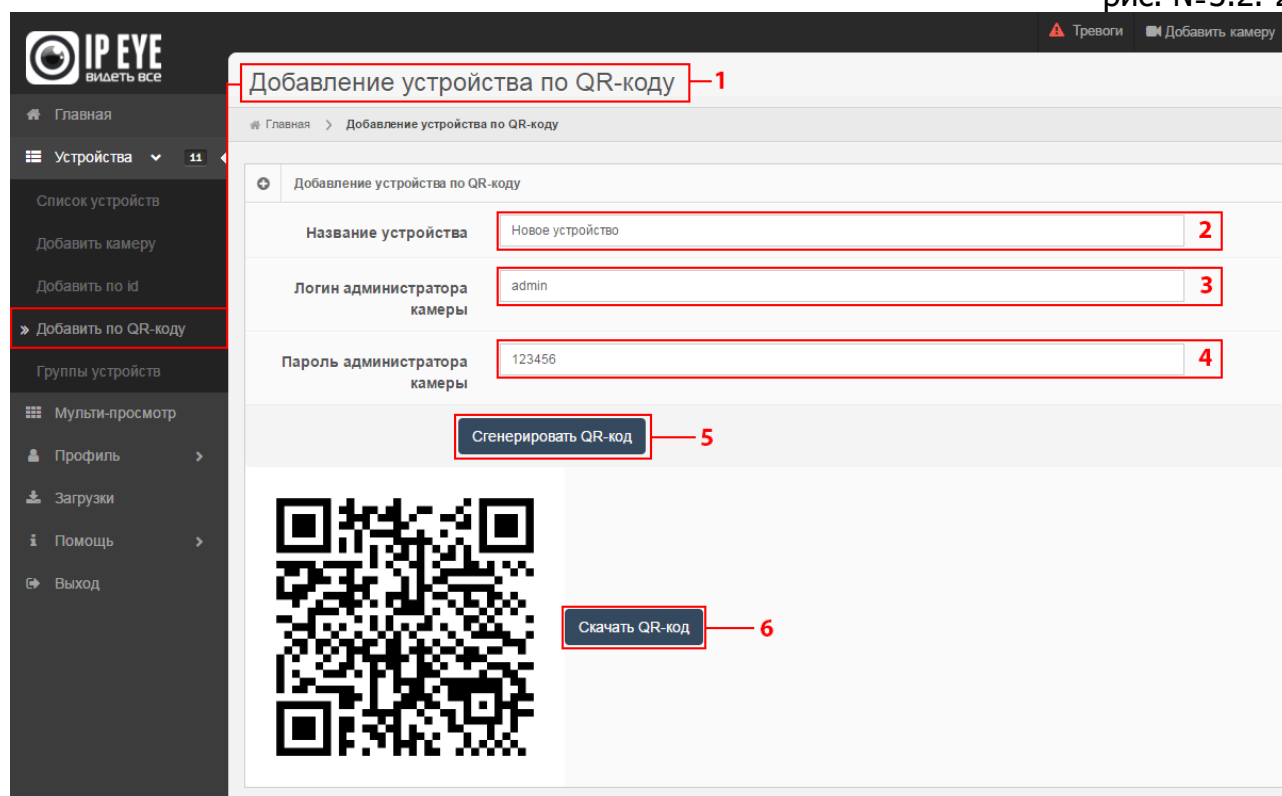 рис. №3.2. 2
IP EYE
видеть все
Тревоги
Добавить камеру
Добавление устройства по QR-коду
1
Главная
Главная > Добавление устройства по QR-коду
Устройства 11
Добавление устройства по QR-коду
Список устройств
Название устройства
Новое устройство
2
Добавить камеру
Добавить по id
Логин администратора
камеры
admin
3
» Добавить по QR-коду
Группы устройств
Пароль администратора
камеры
123456
4
Мульти-просмотр
Сгенерировать QR-код
5
Профиль >
Загрузки
Помощь >
Выход
Скачать QR-код
6